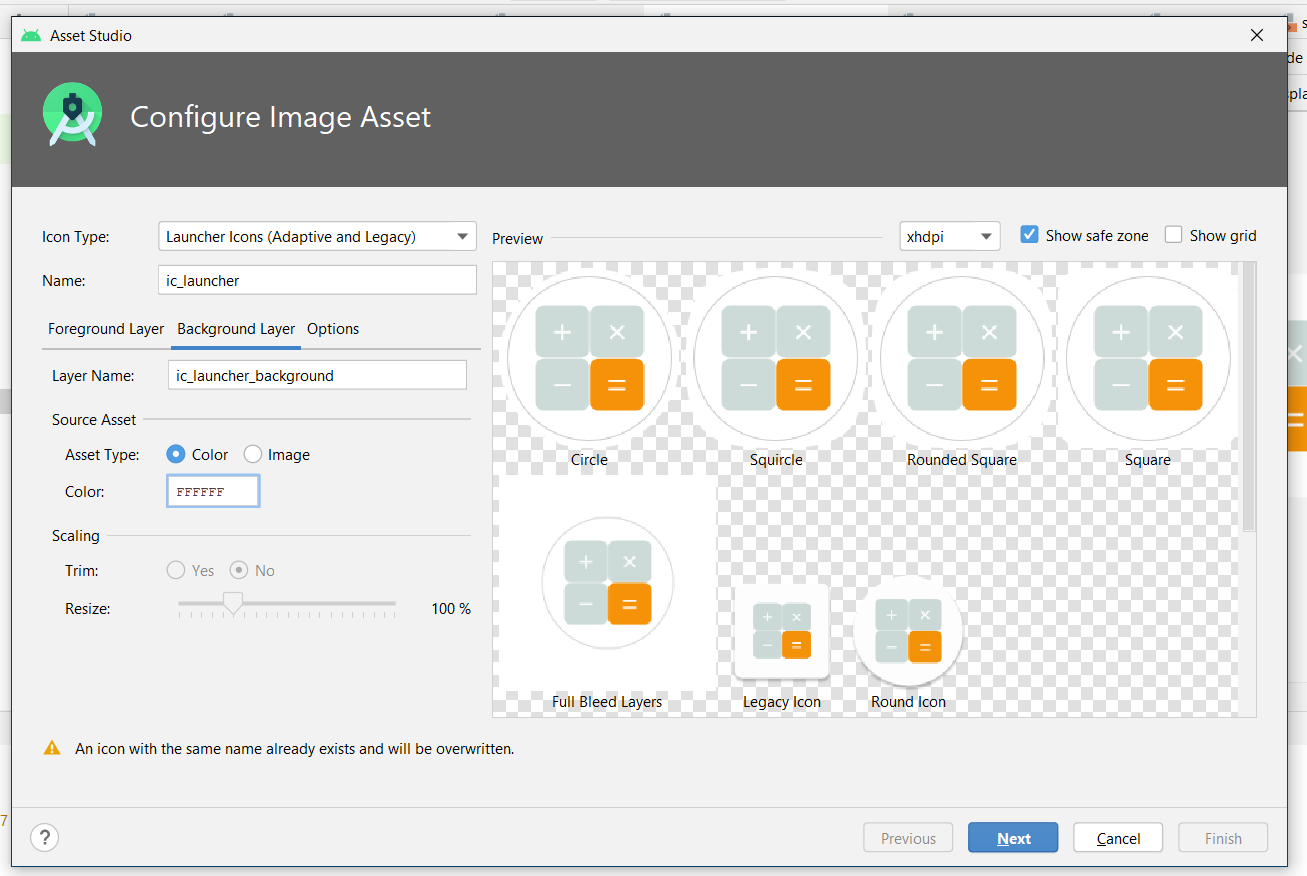 Asset Studio
Configure Image Asset
Icon Type:
Launcher Icons (Adaptive and Legacy)
Name:
ic_launcher
Foreground Layer Background Layer Options
Layer Name:
ic_launcher_background
Source Asset
Asset Type:
Color
Image
Color:
FFFFFF
Scaling
Trim:
Yes
No
Resize:
100 %
Preview
xhdpi
Show safe zone
Show grid
+ × − =
+ × − =
+ × − =
+ × − =
Circle
Squircle
Rounded Square
Square
+ × − =
+ × − =
+ × − =
Full Bleed Layers
Legacy Icon
Round Icon
An icon with the same name already exists and will be overwritten.
?
Previous
Next
Cancel
Finish
7
de